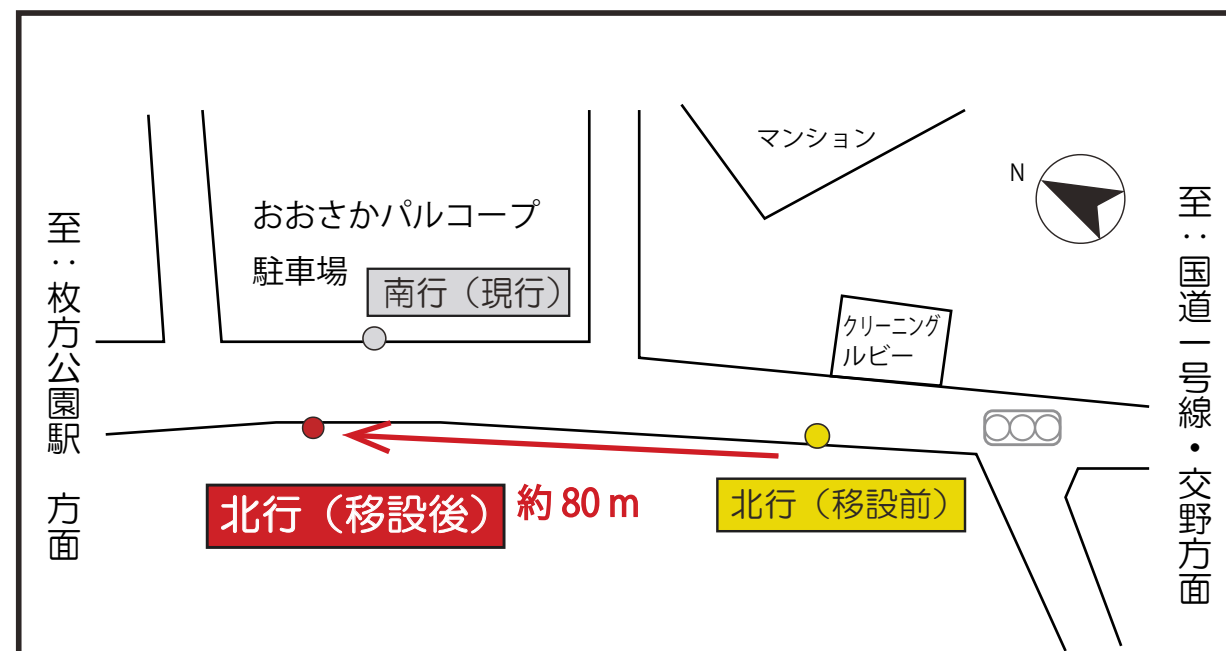 マンション
N
おおさかパルコープ
駐車場
南行（現行）
クリーニング
ルビー
至：枚方公園駅 方面
至：国道一号線・交野方面
北行（移設後）
約 80 m
北行（移設前）